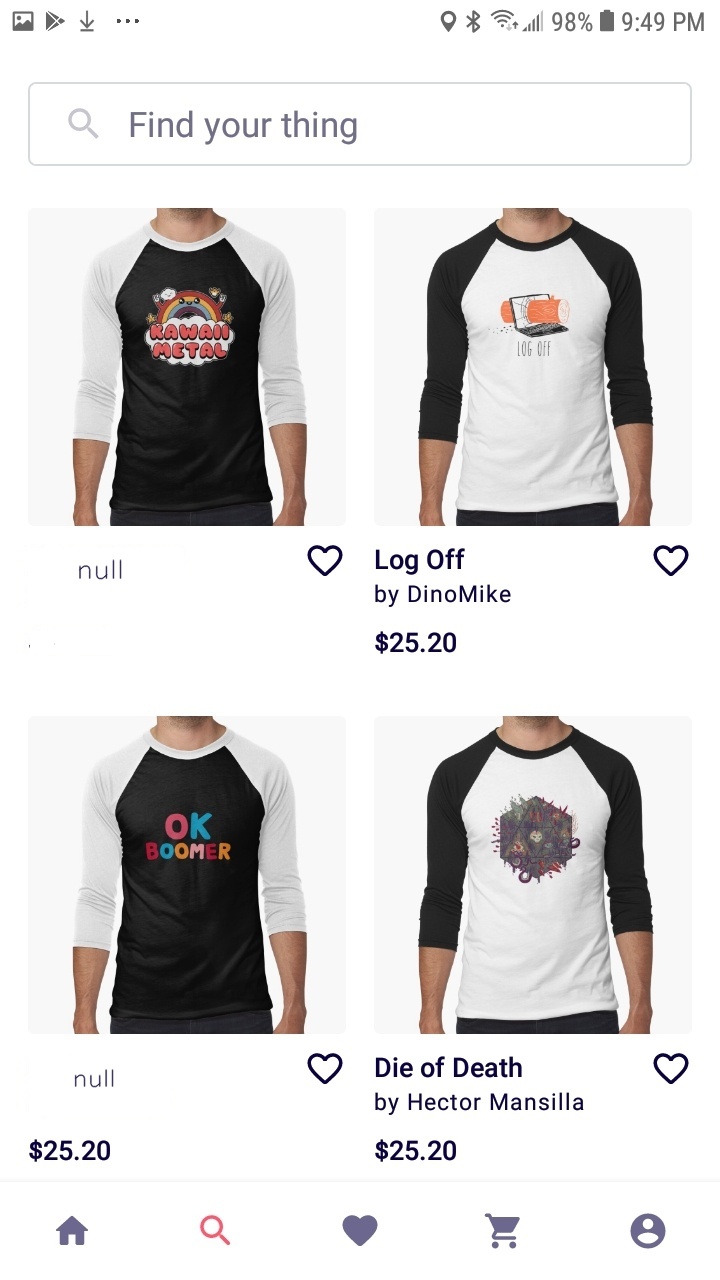 98% 9:49 PM
Find your thing
KAWAII
METAL
LOG OFF
null
Log Off
by DinoMike
$25.20
OK
BOOMER
null
$25.20
Die of Death
by Hector Mansilla
$25.20